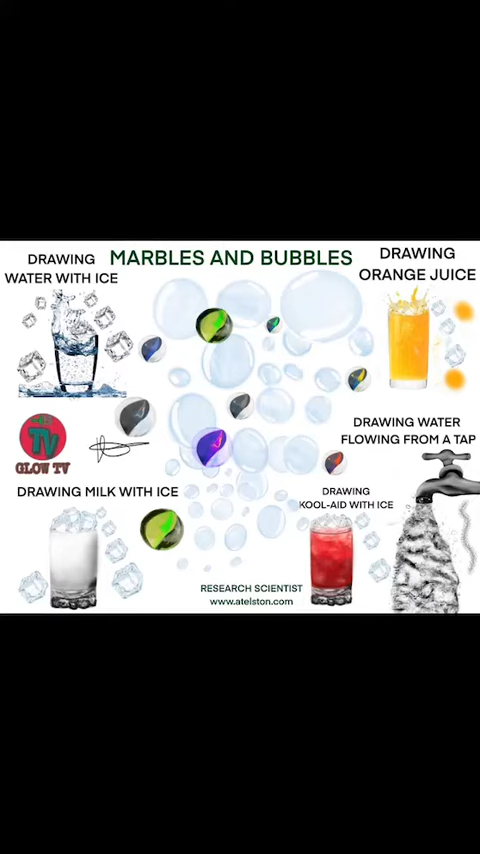 DRAWING
WATER WITH ICE
MARBLES AND BUBBLES
DRAWING
ORANGE JUICE
TV
GLOW TV
DRAWING WATER
FLOWING FROM A TAP
DRAWING MILK WITH ICE
DRAWING
KOOL-AID WITH ICE
RESEARCH SCIENTIST
www.atelston.com